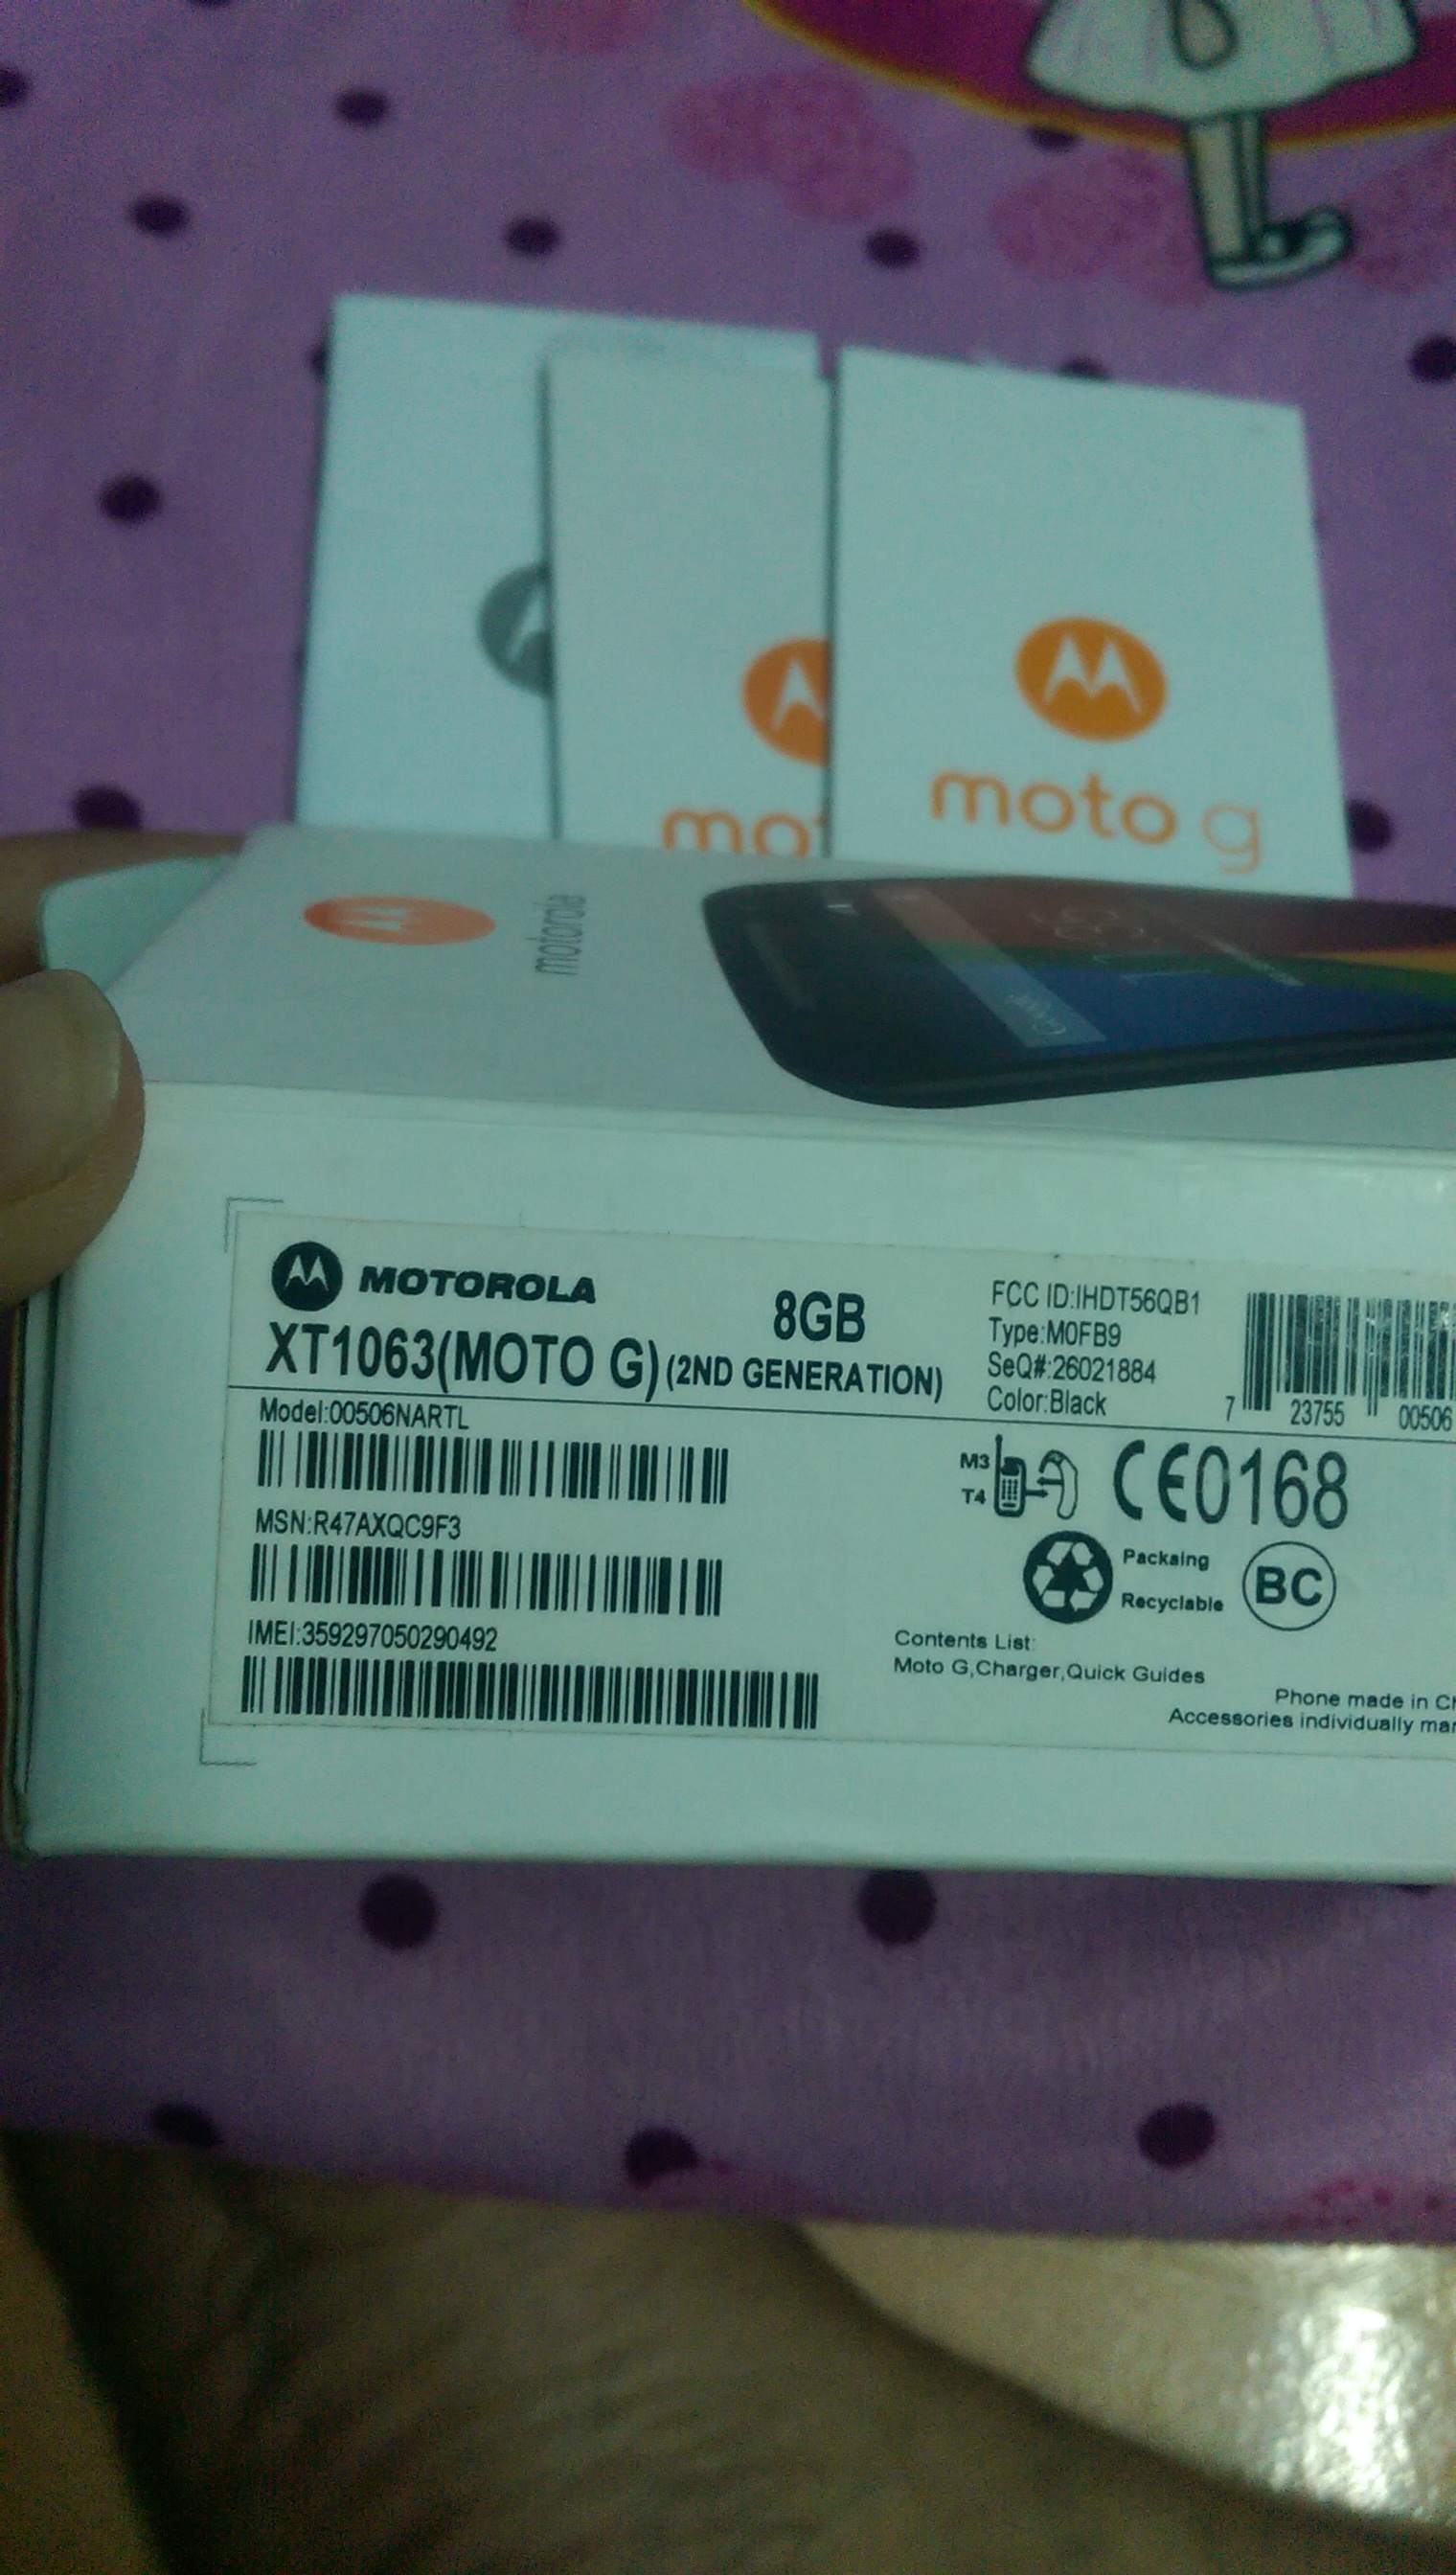 moto
moto g
motorola
Google
MOTOROLA
8GB
XT1063(MOTO G)(2ND GENERATION)
FCC ID:IHDT56QB1
Type:M0FB9
SeQ#:26021884
Color:Black
7 23755 00506
Model:00506NARTL
MSN:R47AXQC9F3
IMEI:359297050290492
M3
T4
CE0168
Packaing
Recyclable
BC
Contents List:
Moto G,Charger,Quick Guides
Phone made in
Accessories individually